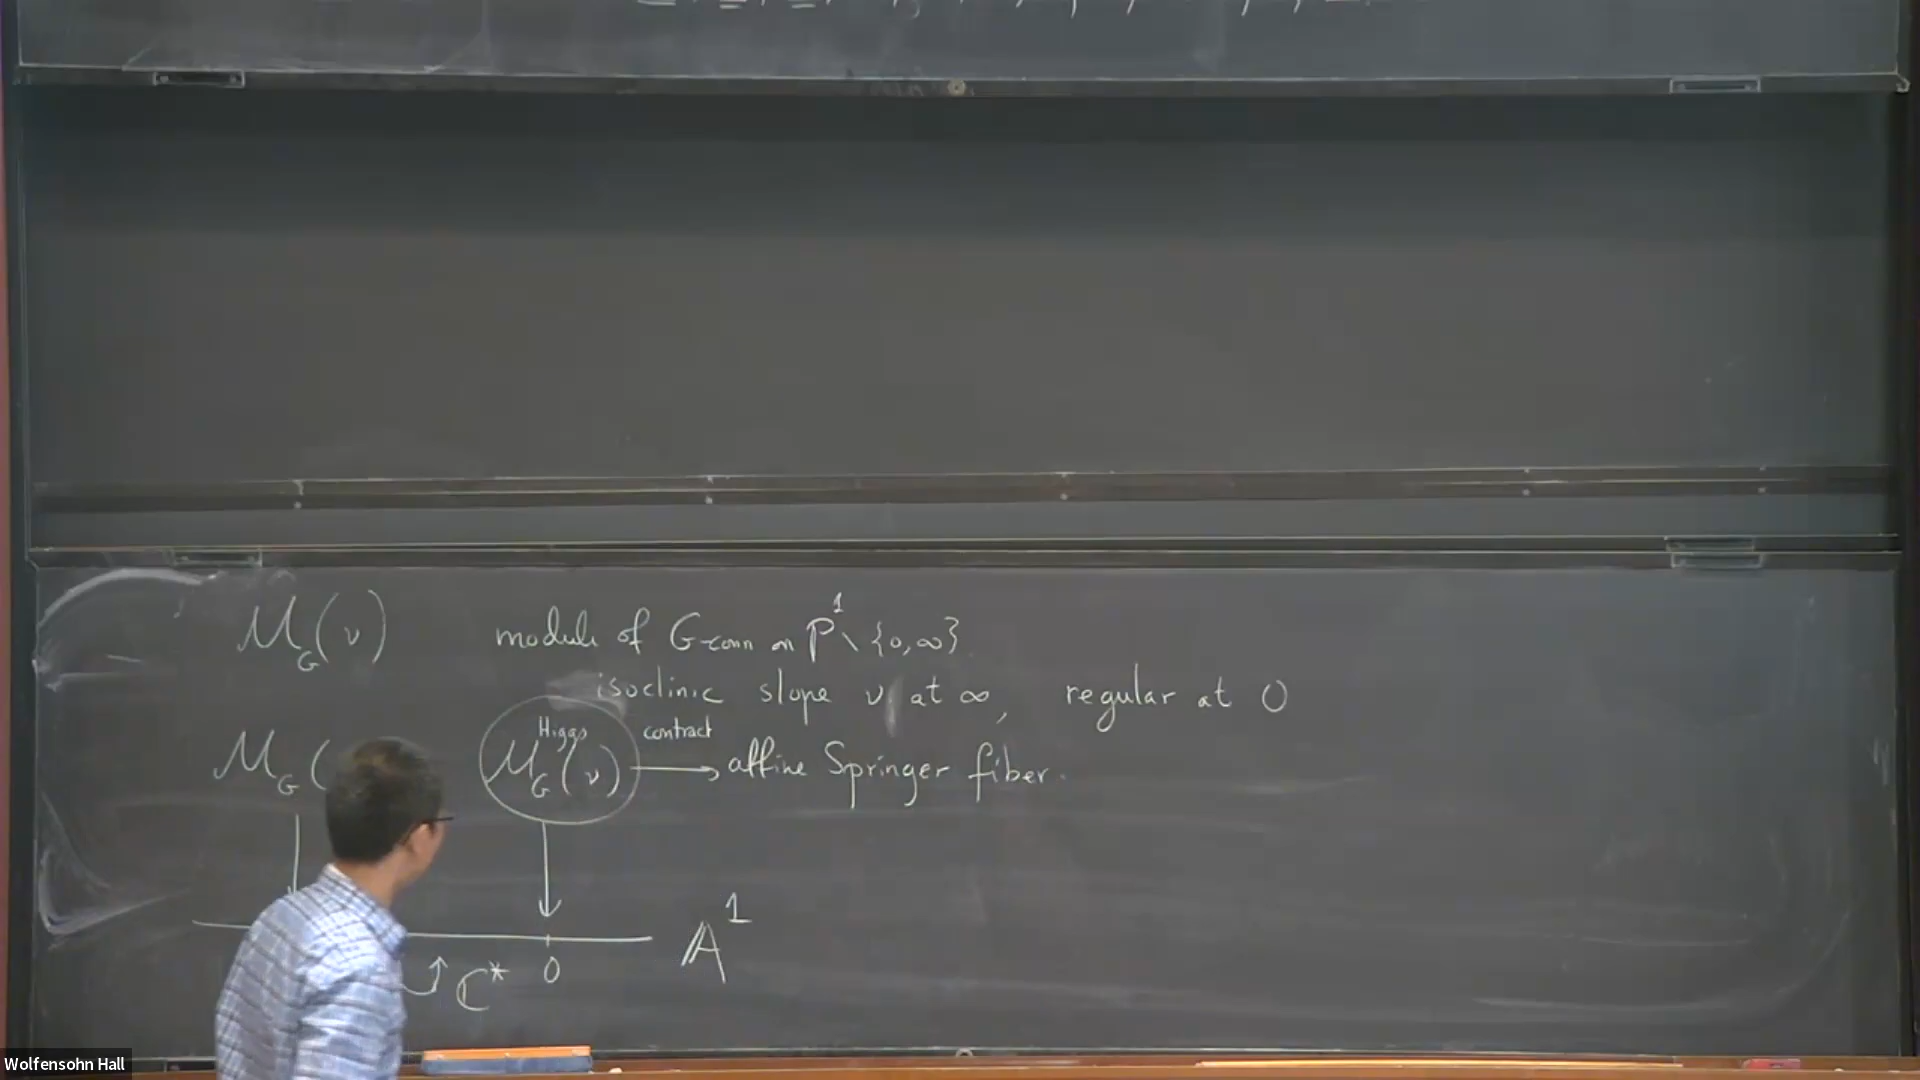 M_G(ν) moduli of G-conn on P^1 \ {0,∞}
isoclinic slope ν at ∞, regular at 0
M_G( M_G^Higgs(ν) contract → affine Springer fiber.
A^1
C^* 0
Wolfensohn Hall